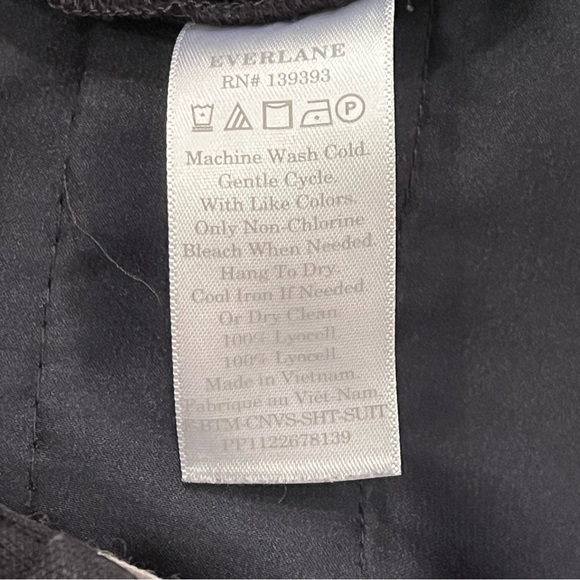 EVERLANE
RN# 139393
P
Machine Wash Cold.
Gentle Cycle.
With Like Colors.
Only Non-Chlorine
Bleach When Needed.
Hang To Dry.
Cool Iron If Needed.
Or Dry Clean
100% Lyocell.
100% Lyocell.
Made in Vietnam.
Fabriqué au Viet-Nam.
-BTM-CNVS-SHT-SUIT
PP1122678139